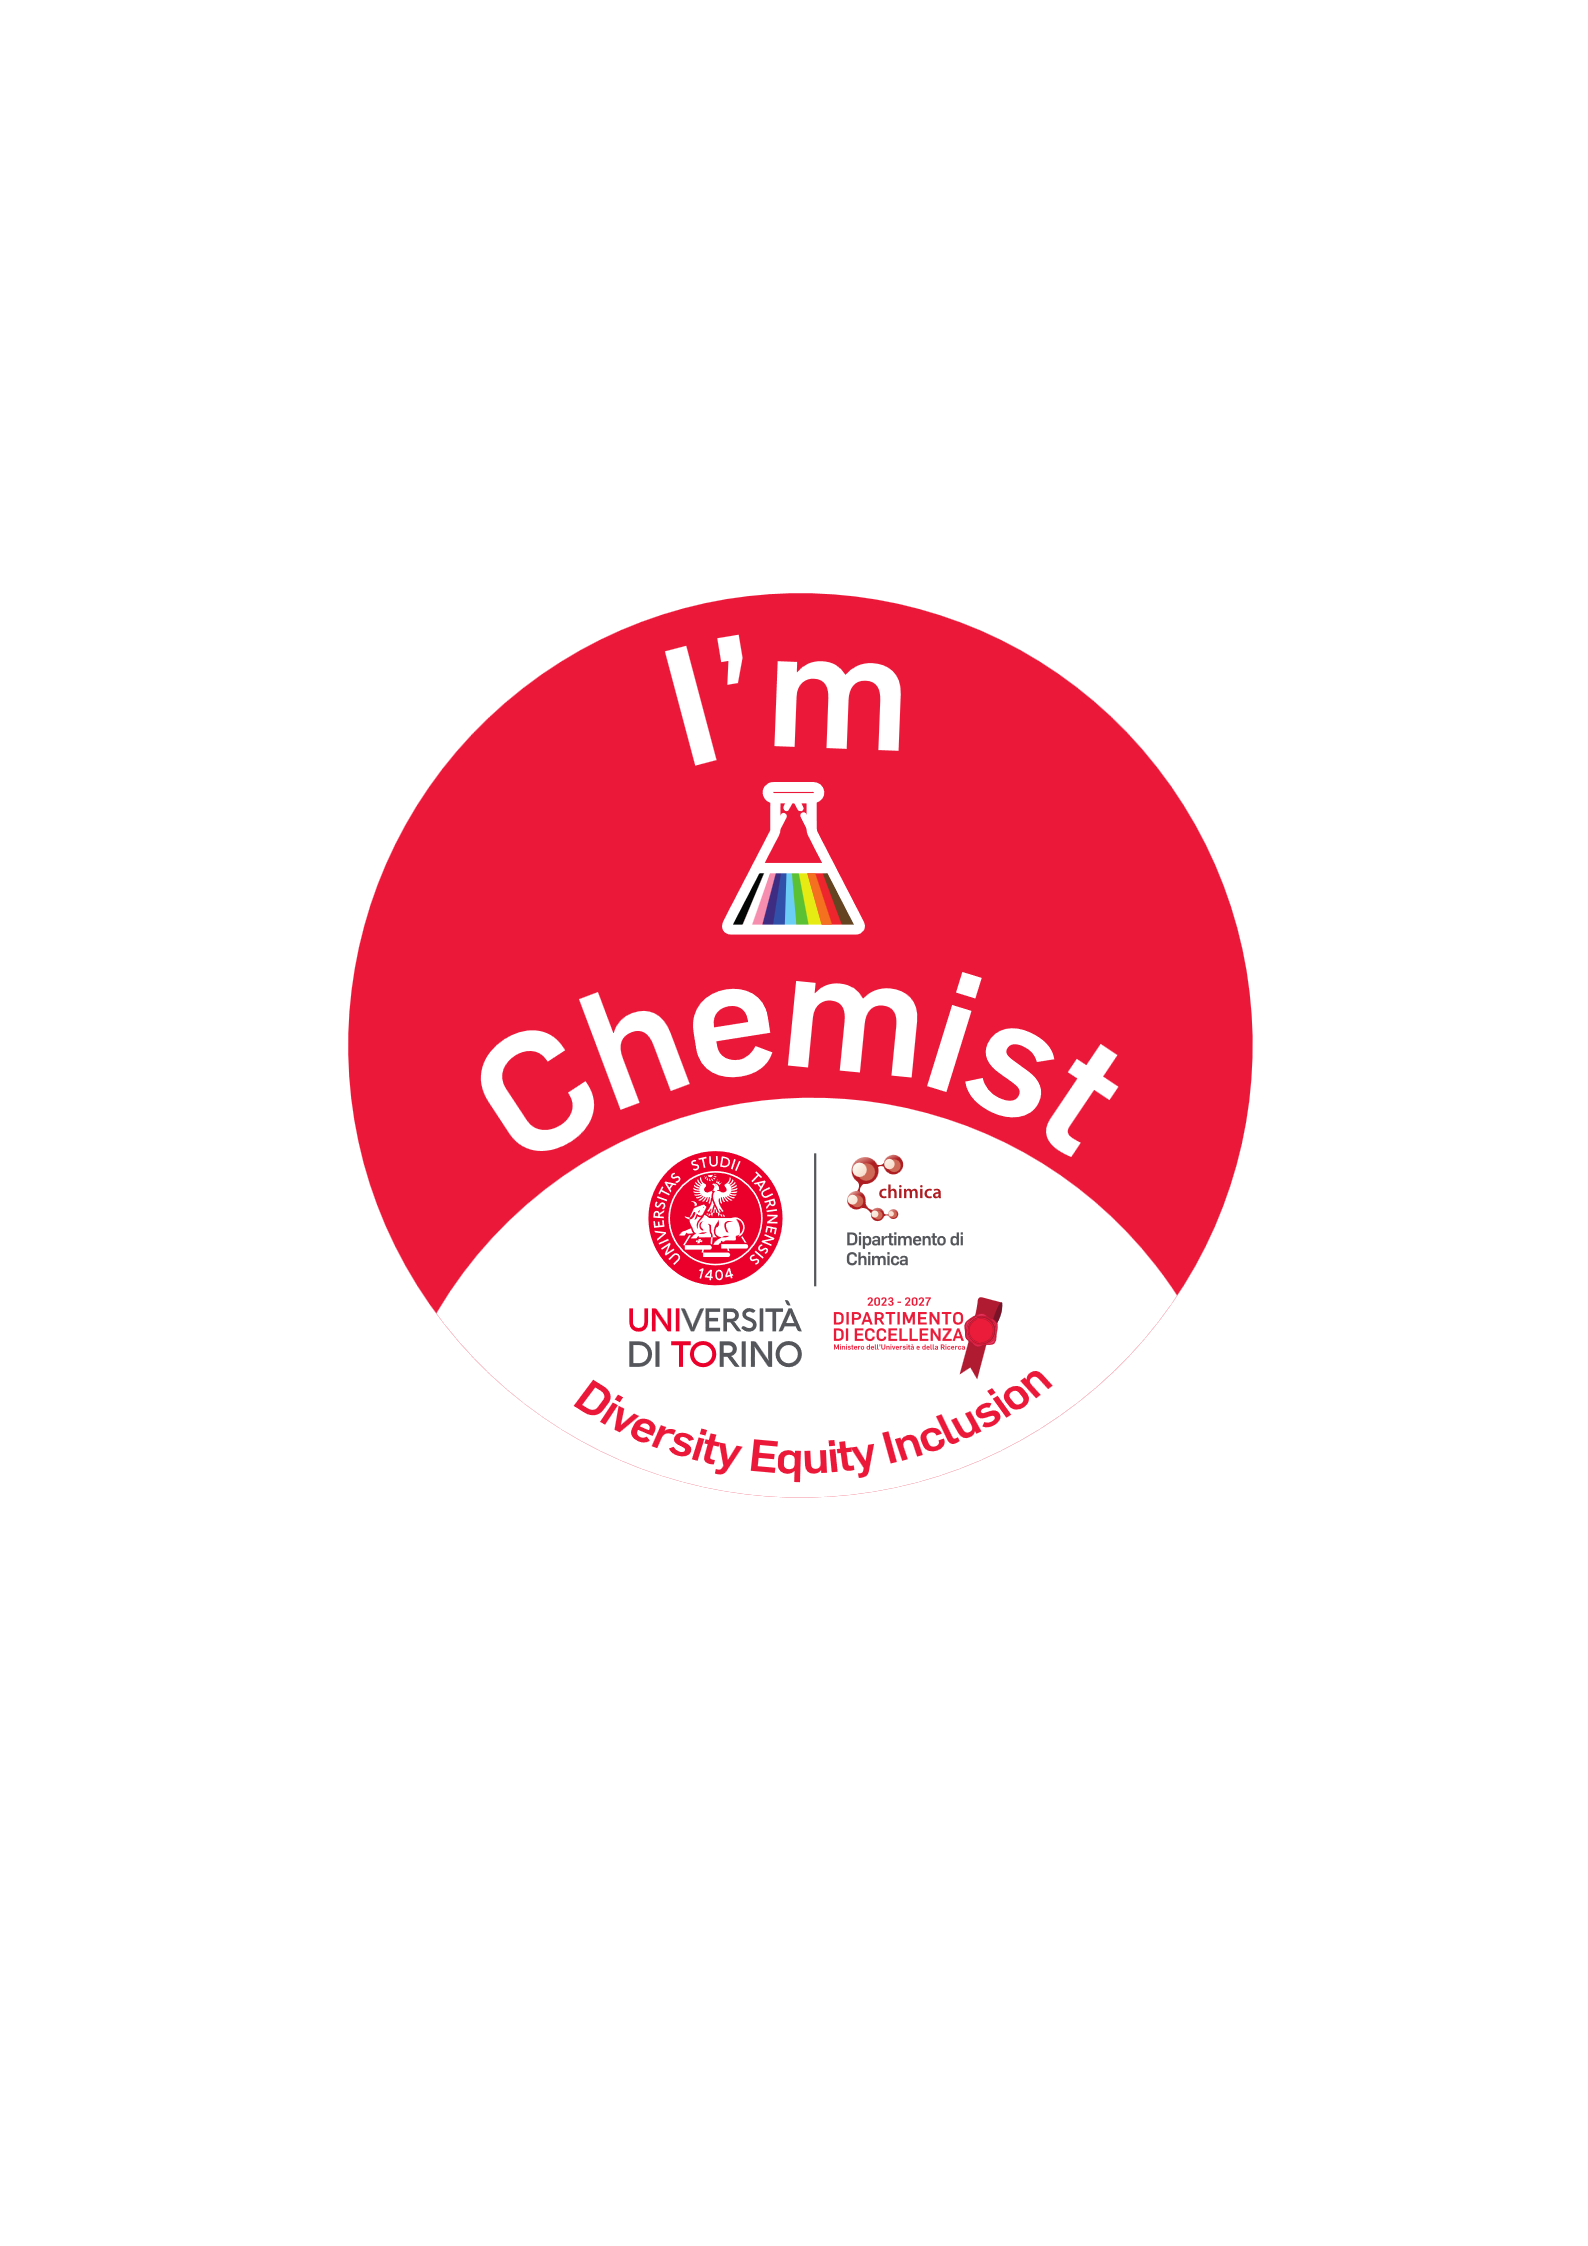 I'm
Chemist
UNIVERSITAS STUDII TAURINENSIS
1404
chimica
Dipartimento di
Chimica
UNIVERSITÀ
DI TORINO
2023 - 2027
DIPARTIMENTO
DI ECCELLENZA
Ministero dell'Università e della Ricerca
Diversity Equity Inclusion